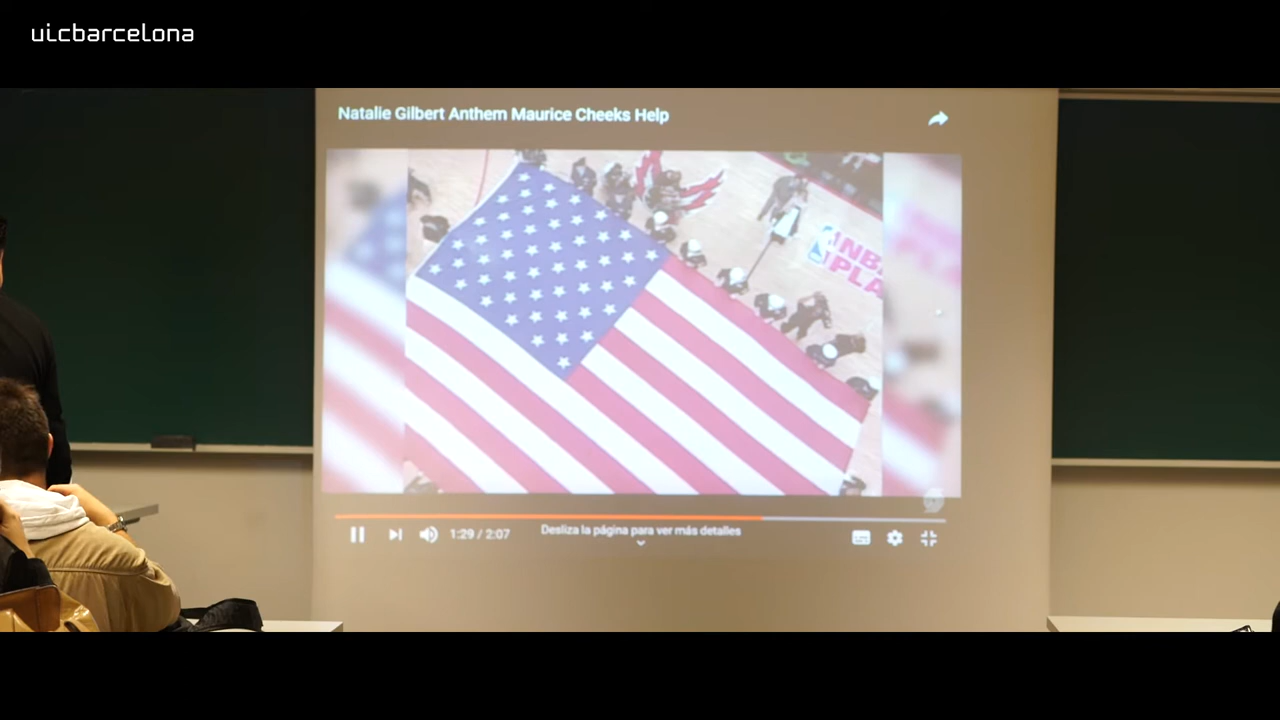 uicbarcelona
Natalie Gilbert Anthem Maurice Cheeks Help
NBA
PLA
1:29 / 2:07
Desliza la página para ver más detalles